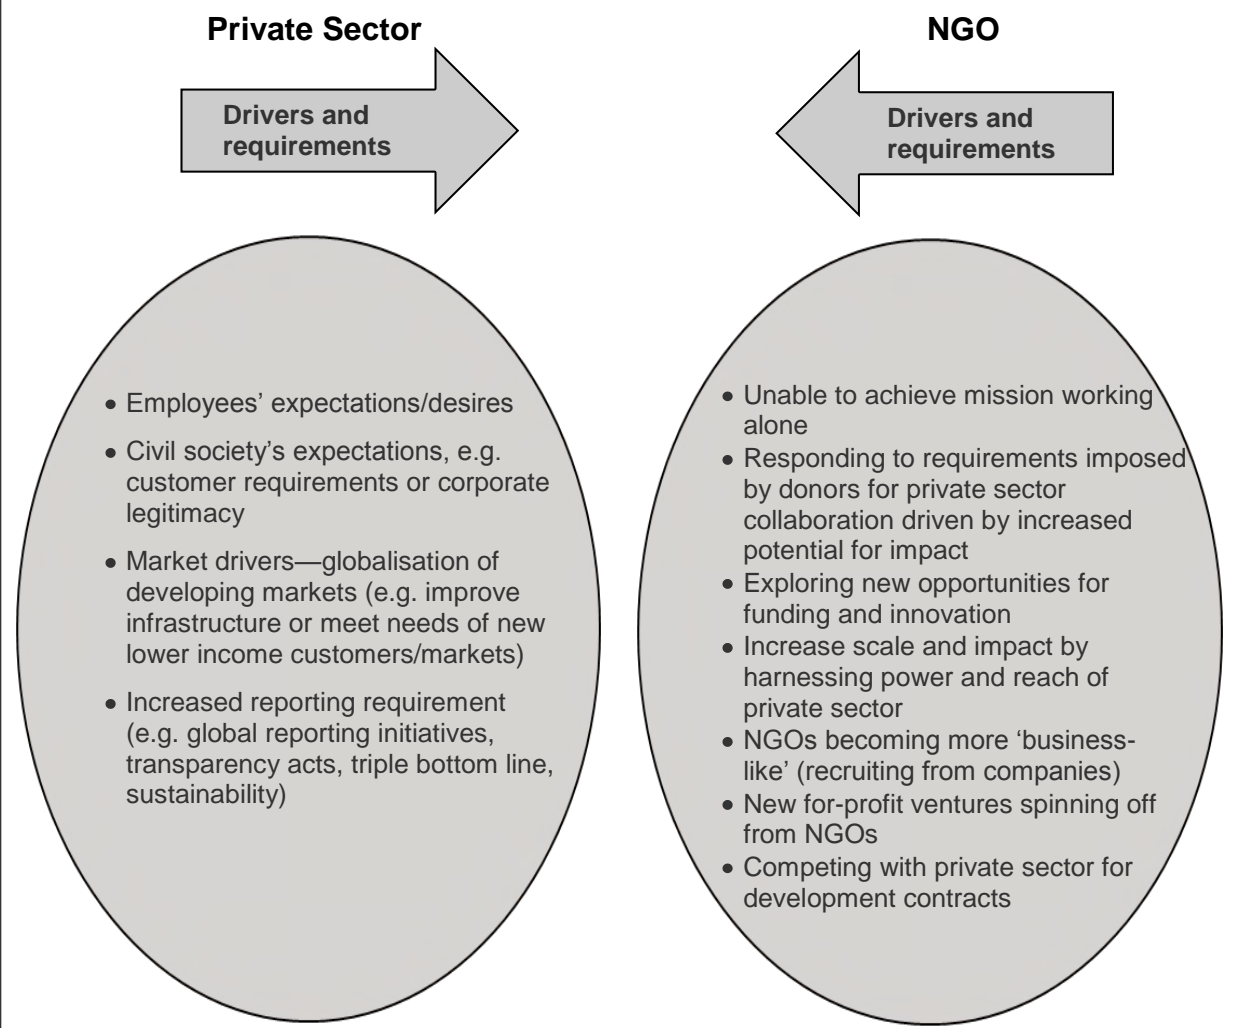 Private Sector
Drivers and
requirements
• Employees’ expectations/desires
• Civil society’s expectations, e.g.
customer requirements or corporate
legitimacy
• Market drivers—globalisation of
developing markets (e.g. improve
infrastructure or meet needs of new
lower income customers/markets)
• Increased reporting requirement
(e.g. global reporting initiatives,
transparency acts, triple bottom line,
sustainability)
NGO
Drivers and
requirements
• Unable to achieve mission working
alone
• Responding to requirements imposed
by donors for private sector
collaboration driven by increased
potential for impact
• Exploring new opportunities for
funding and innovation
• Increase scale and impact by
harnessing power and reach of
private sector
• NGOs becoming more ‘business-
like’ (recruiting from companies)
• New for-profit ventures spinning off
from NGOs
• Competing with private sector for
development contracts